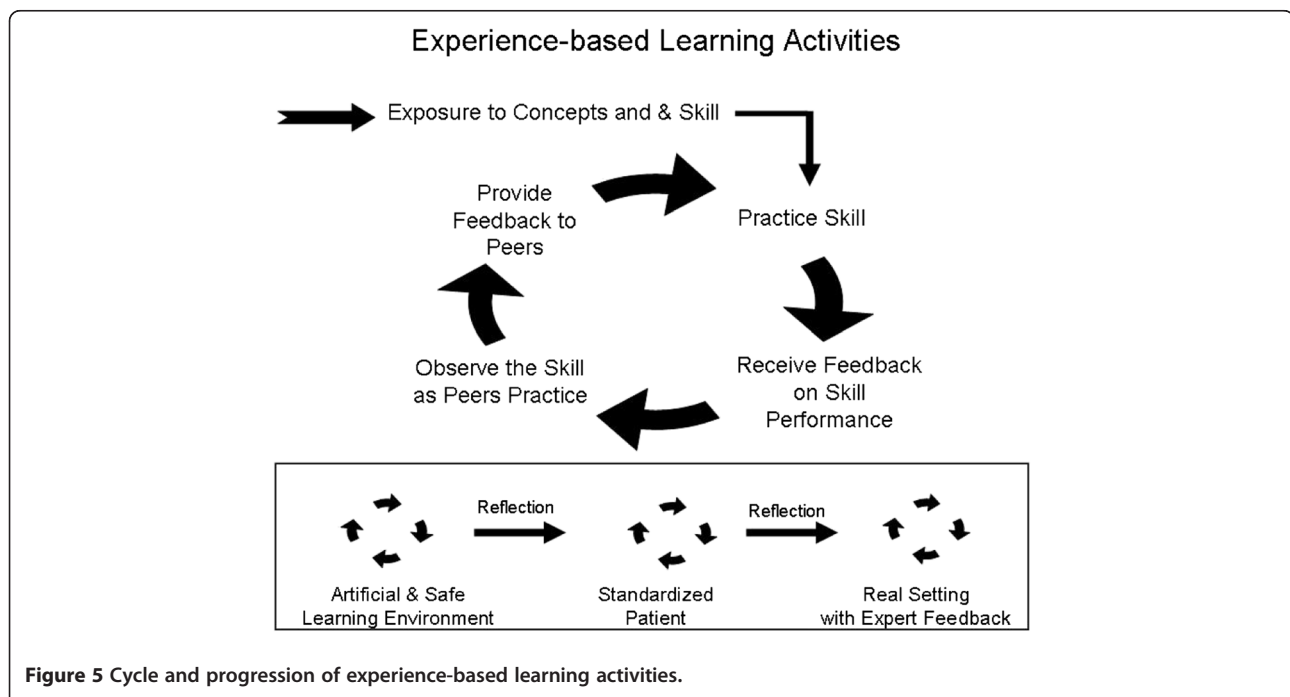 Experience-based Learning Activities
Exposure to Concepts and & Skill
Provide
Feedback to
Peers
Practice Skill
Observe the Skill
as Peers Practice
Receive Feedback
on Skill
Performance
Reflection
Reflection
Artificial & Safe
Learning Environment
Standardized
Patient
Real Setting
with Expert Feedback
Figure 5 Cycle and progression of experience-based learning activities.